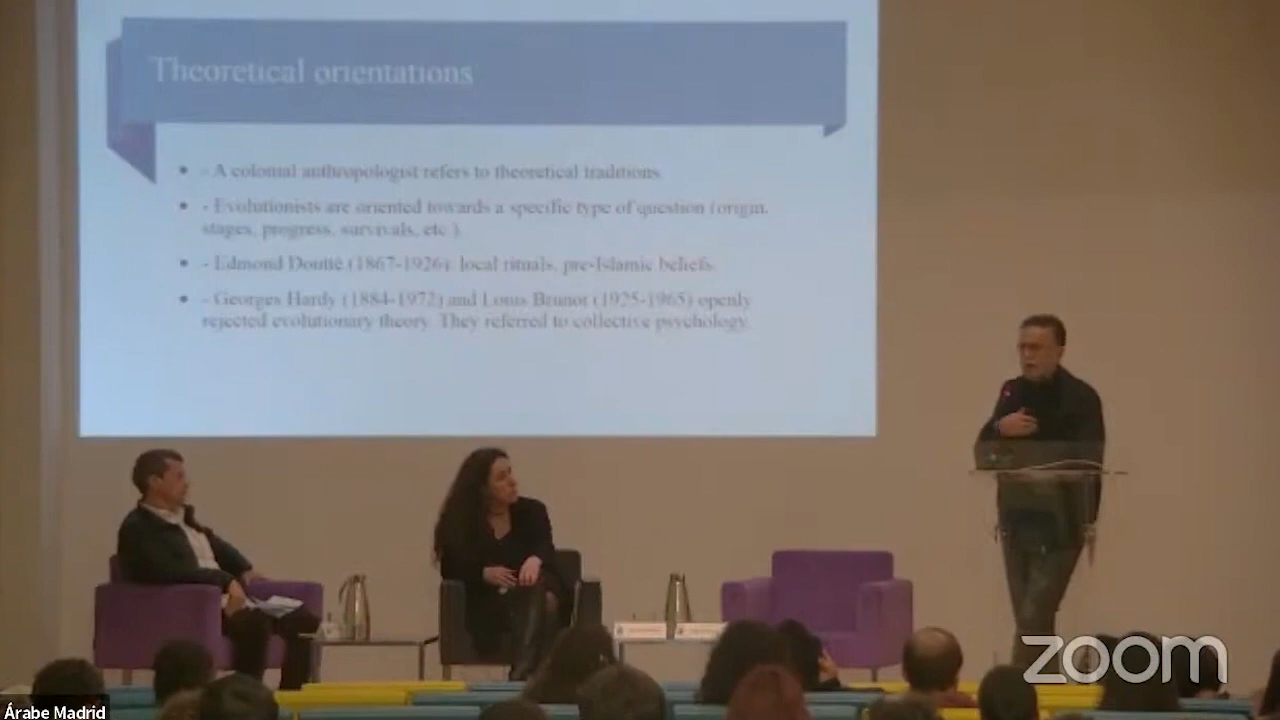 Theoretical orientations
- A colonial anthropologist refers to theoretical traditions.
- Evolutionists are oriented towards a specific type of question (origin,
stages, progress, survivals, etc.).
- Edmond Doutté (1867-1926): local rituals, pre-Islamic beliefs.
- Georges Hardy (1884-1972) and Louis Brunot (1925-1965) openly
rejected evolutionary theory. They referred to collective psychology.
zoom
Árabe Madrid